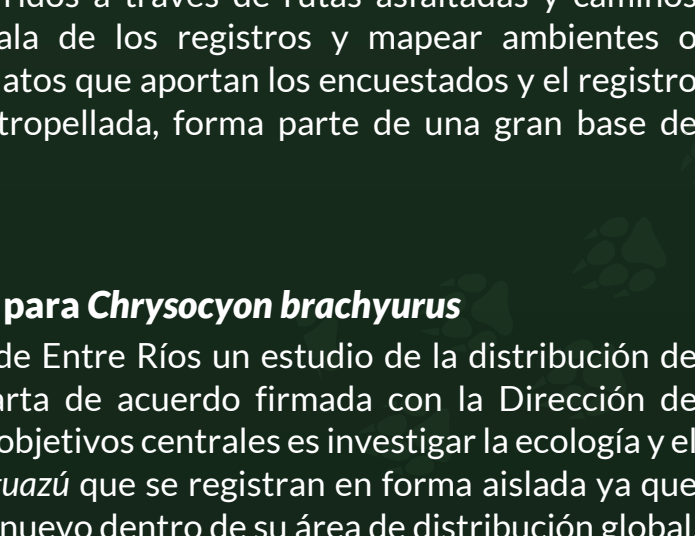 a través de rutas asfaltadas y caminos
ala de los registros y mapear ambientes o
atos que aportan los encuestados y el registro
tropellada, forma parte de una gran base de
para Chrysocyon brachyurus
de Entre Ríos un estudio de la distribución de
arta de acuerdo firmada con la Dirección de
objetivos centrales es investigar la ecología y el
uazú que se registran en forma aislada ya que
nuevo dentro de su área de distribución global